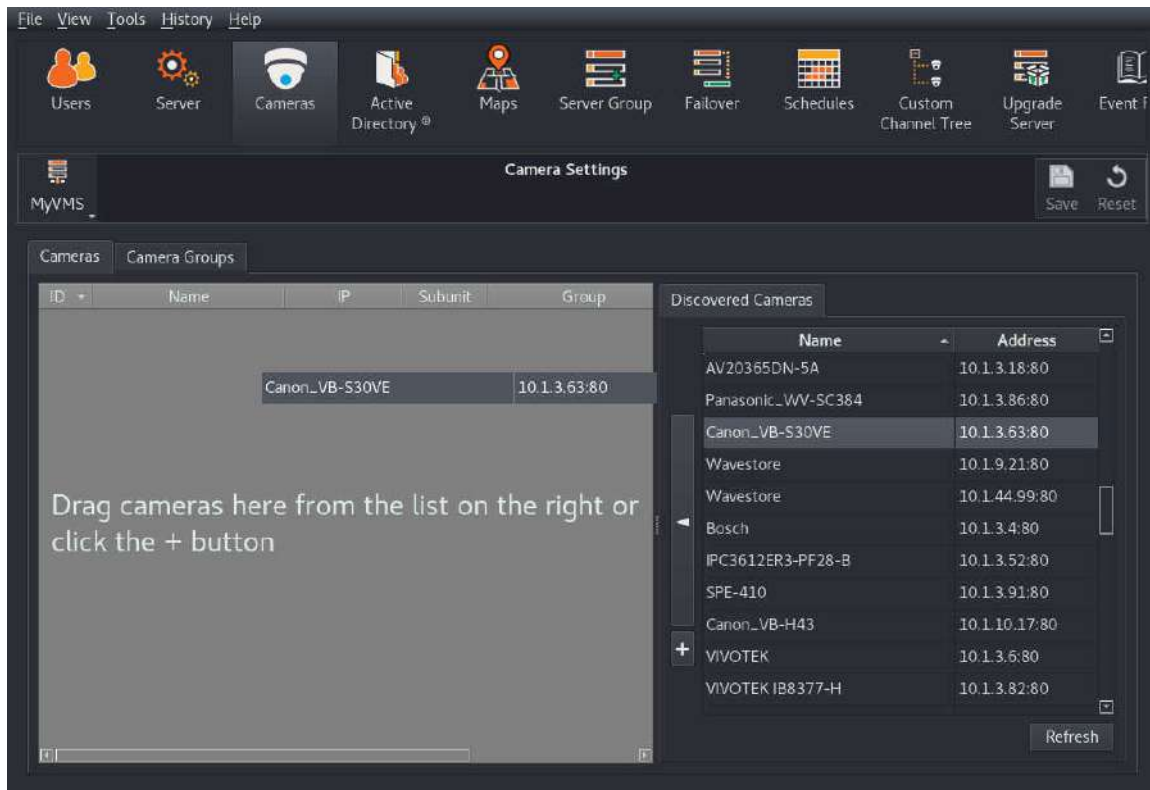 File View Tools History Help
Users Server Cameras Active Directory ® Maps Server Group Failover Schedules Custom Channel Tree Upgrade Server Event
Camera Settings
MyVMS
Save Reset
Cameras Camera Groups
ID Name IP Subunit Group
Discovered Cameras
Name Address
AV20365DN-5A 10.1.3.18:80
Canon_VB-S30VE 10.1.3.63:80
Panasonic_WV-SC384 10.1.3.86:80
Canon_VB-S30VE 10.1.3.63:80
Wavestore 10.1.9.21:80
Drag cameras here from the list on the right or
click the + button
Wavestore 10.1.44.99:80
Bosch 10.1.3.4:80
IPC3612ER3-PF28-B 10.1.3.52:80
SPE-410 10.1.3.91:80
Canon_VB-H43 10.1.10.17:80
+
VIVOTEK 10.1.3.6:80
VIVOTEK IB8377-H 10.1.3.82:80
Refresh